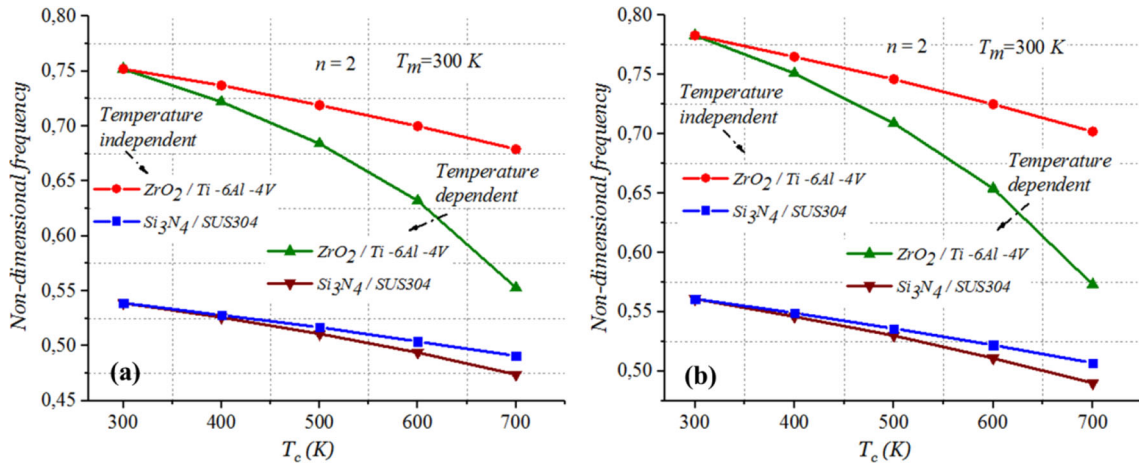 0,80
0,75
0,70
0,65
0,60
0,55
0,50
0,45
Non-dimensional frequency
n = 2
T_m=300 K
Temperature
independent
ZrO2 / Ti -6Al -4V
Si3N4 / SUS304
Temperature
dependent
ZrO2 / Ti -6Al -4V
Si3N4 / SUS304
(a)
300 400 500 600 700
T_c (K)
0,80
0,75
0,70
0,65
0,60
0,55
0,50
Non-dimensional frequency
n = 2
T_m=300 K
Temperature
independent
ZrO2 / Ti -6Al -4V
Si3N4 / SUS304
Temperature
dependent
ZrO2 / Ti -6Al -4V
Si3N4 / SUS304
(b)
300 400 500 600 700
T_c (K)